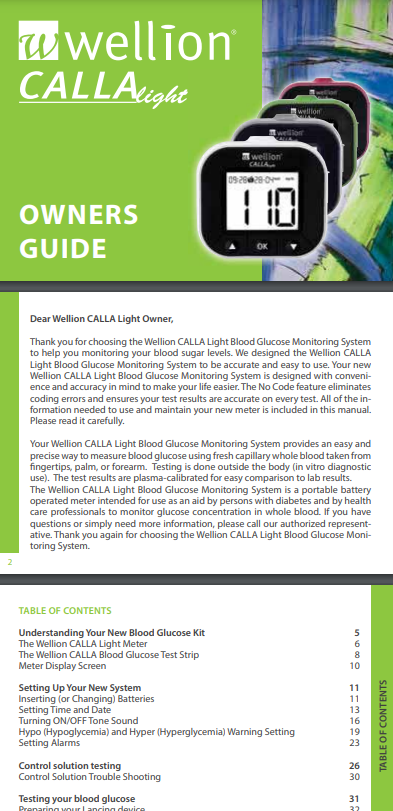 wellion®
CALLA light
wellion
wellion
wellion
wellion
CALLA Light
110
OK
OWNERS
GUIDE
Dear Wellion CALLA Light Owner,
Thank you for choosing the Wellion CALLA Light Blood Glucose Monitoring System
to help you monitoring your blood sugar levels. We designed the Wellion CALLA
Light Blood Glucose Monitoring System to be accurate and easy to use. Your new
Wellion CALLA Light Blood Glucose Monitoring System is designed with conveni-
ence and accuracy in mind to make your life easier. The No Code feature eliminates
coding errors and ensures your test results are accurate on every test. All of the in-
formation needed to use and maintain your new meter is included in this manual.
Please read it carefully.
Your Wellion CALLA Light Blood Glucose Monitoring System provides an easy and
precise way to measure blood glucose using fresh capillary whole blood taken from
fingertips, palm, or forearm. Testing is done outside the body (in vitro diagnostic
use). The test results are plasma-calibrated for easy comparison to lab results.
The Wellion CALLA Light Blood Glucose Monitoring System is a portable battery
operated meter intended for use as an aid by persons with diabetes and by health
care professionals to monitor glucose concentration in whole blood. If you have
questions or simply need more information, please call our authorized represent-
ative. Thank you again for choosing the Wellion CALLA Light Blood Glucose Moni-
toring System.
2
TABLE OF CONTENTS
Understanding Your New Blood Glucose Kit 5
The Wellion CALLA Light Meter 6
The Wellion CALLA Blood Glucose Test Strip 8
Meter Display Screen 10
Setting Up Your New System 11
Inserting (or Changing) Batteries 11
Setting Time and Date 13
Turning ON/OFF Tone Sound 16
Hypo (Hypoglycemia) and Hyper (Hyperglycemia) Warning Setting 19
Setting Alarms 23
Control solution testing 26
Control Solution Trouble Shooting 30
Testing your blood glucose 31
Preparing your Lancing device 32
TABLE OF CONTENTS